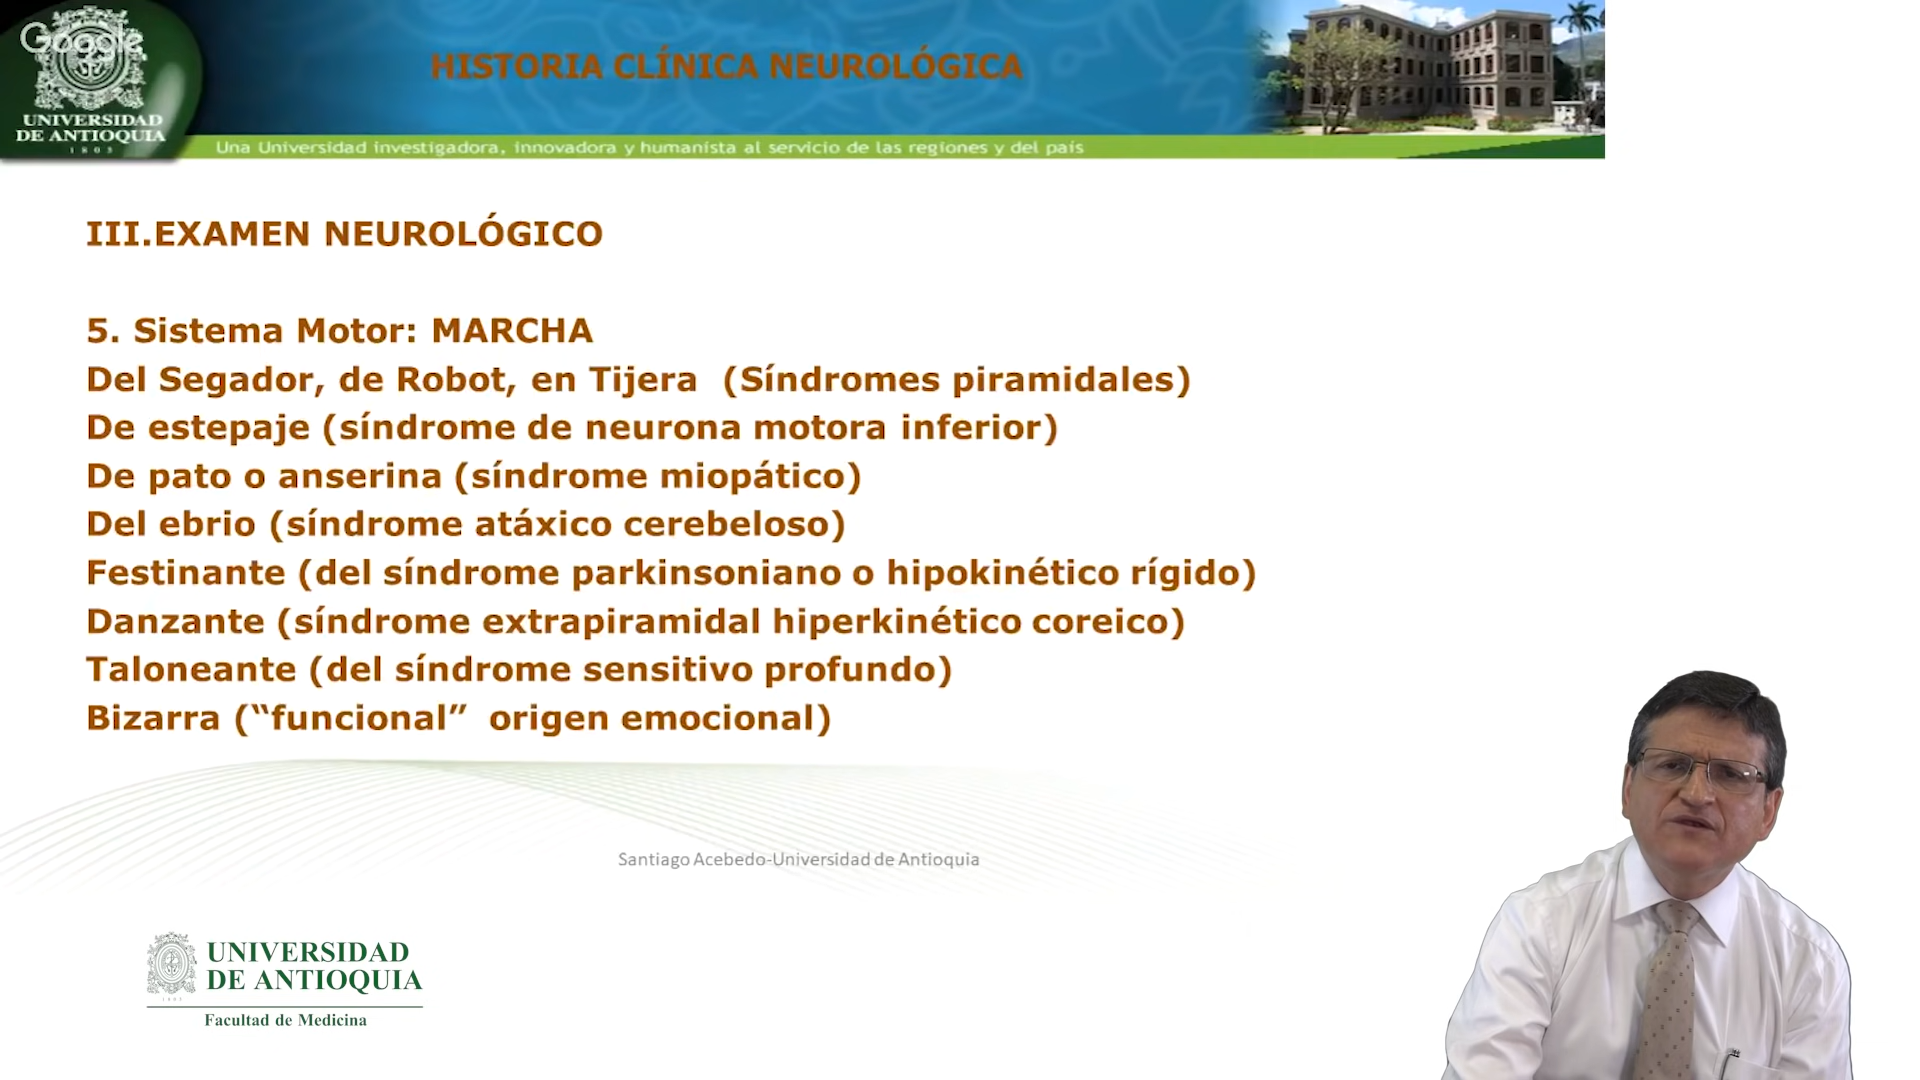 Google
UNIVERSIDAD
DE ANTIOQUIA
1803
HISTORIA CLÍNICA NEUROLÓGICA
Una Universidad investigadora, innovadora y humanista al servicio de las regiones y del país
III.EXAMEN NEUROLÓGICO
5. Sistema Motor: MARCHA
Del Segador, de Robot, en Tijera (Síndromes piramidales)
De estepaje (síndrome de neurona motora inferior)
De pato o anserina (síndrome miopático)
Del ebrio (síndrome atáxico cerebeloso)
Festinante (del síndrome parkinsoniano o hipokinético rígido)
Danzante (síndrome extrapiramidal hiperkinético coreico)
Taloneante (del síndrome sensitivo profundo)
Bizarra (“funcional” origen emocional)
Santiago Acebedo-Universidad de Antioquia
UNIVERSIDAD
DE ANTIOQUIA
1803
Facultad de Medicina